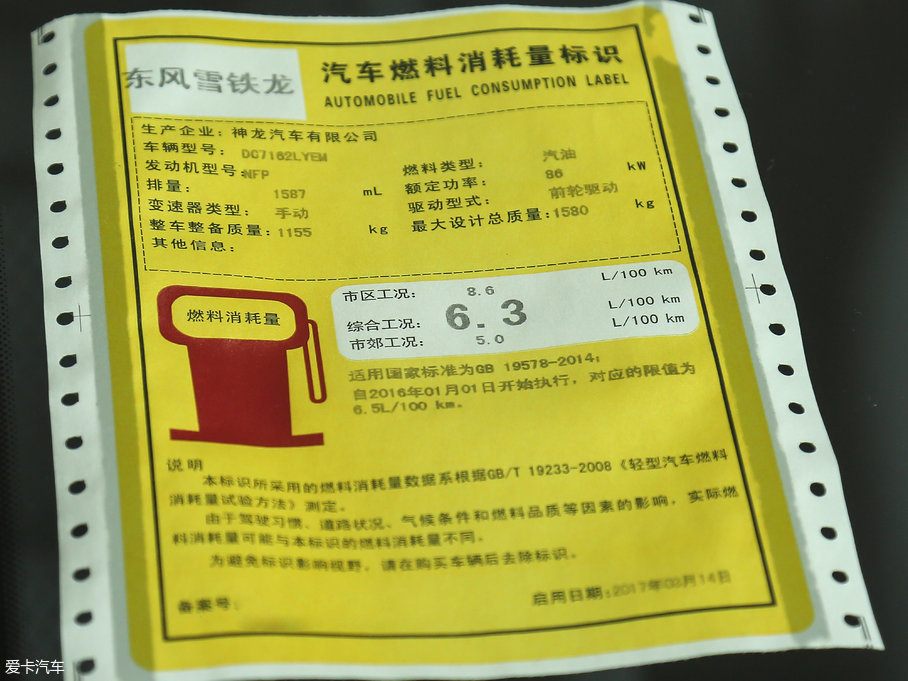 东风雪铁龙
汽车燃料消耗量标识
AUTOMOBILE FUEL CONSUMPTION LABEL
生产企业：神龙汽车有限公司
车辆型号： DC7162LYEM
发动机型号：NFP 燃料类型： 汽油
排量： 1587 mL 额定功率： 86 kW
变速器类型： 手动 驱动型式： 前轮驱动
整车整备质量：1155 kg 最大设计总质量：1580 kg
其他信息：
燃料消耗量
市区工况： 8.6 L/100 km
综合工况： 6.3 L/100 km
市郊工况： 5.0 L/100 km
适用国家标准为GB 19578-2014；
自2016年01月01日开始执行，对应的限值为
6.5L/100 km。
说明
本标识所采用的燃料消耗量数据系根据GB/T 19233-2008《轻型汽车燃料
消耗量试验方法》测定。
由于驾驶习惯、道路状况、气候条件和燃料品质等因素的影响，实际燃
料消耗量可能与本标识的燃料消耗量不同。
为避免标识影响视野，请在购买车辆后去除标识。
备案号：
启用日期：2017年03月14日
爱卡汽车